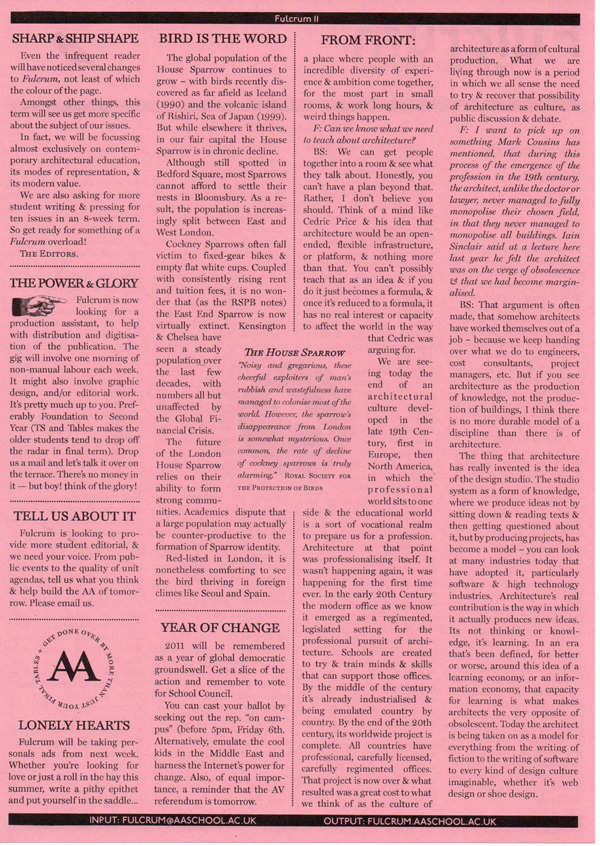 Fulcrum II
SHARP & SHIP SHAPE
Even the infrequent reader
will have noticed several changes
to Fulcrum, not least of which
the colour of the page.
Amongst other things, this
term will see us get more specific
about the subject of our issues.
In fact, we will be focussing
almost exclusively on contem-
porary architectural education,
its modes of representation, &
its modern value.
We are also asking for more
student writing & pressing for
ten issues in an 8-week term.
So get ready for something of a
Fulcrum overload!
THE EDITORS.
THE POWER & GLORY
Fulcrum is now
looking for a
production assistant, to help
with distribution and digitisa-
tion of the publication. The
gig will involve one morning of
non-manual labour each week.
It might also involve graphic
design, and/or editorial work.
It's pretty much up to you. Pref-
erably Foundation to Second
Year (TS and Tables makes the
older students tend to drop off
the radar in final term). Drop
us a mail and let's talk it over on
the terrace. There's no money in
it — but boy! think of the glory!
TELL US ABOUT IT
Fulcrum is looking to pro-
vide more student editorial, &
we need your voice. From pub-
lic events to the quality of unit
agendas, tell us what you think
& help build the AA of tomor-
row. Please email us.
GET DONE OVER BY MORE THAN JUST YOUR FINAL TABLES +
AA
LONELY HEARTS
Fulcrum will be taking per-
sonals ads from next week.
Whether you're looking for
love or just a roll in the hay this
summer, write a pithy epithet
and put yourself in the saddle...
BIRD IS THE WORD
The global population of the
House Sparrow continues to
grow – with birds recently dis-
covered as far afield as Iceland
(1990) and the volcanic island
of Rishiri, Sea of Japan (1999).
But while elsewhere it thrives,
in our fair capital the House
Sparrow is in chronic decline.
Although still spotted in
Bedford Square, most Sparrows
cannot afford to settle their
nests in Bloomsbury. As a re-
sult, the population is increas-
ingly split between East and
West London.
Cockney Sparrows often fall
victim to fixed-gear bikes &
empty flat white cups. Coupled
with consistently rising rent
and tuition fees, it is no won-
der that (as the RSPB notes)
the East End Sparrow is now
virtually extinct. Kensington
& Chelsea have
seen a steady
population over
the last few
decades, with
numbers all but
unaffected by
the Global Fi-
nancial Crisis.
The future
of the London
House Sparrow
relies on their
ability to form
strong commu-
nities. Academics dispute that
a large population may actually
be counter-productive to the
formation of Sparrow identity.
Red-listed in London, it is
nonetheless comforting to see
the bird thriving in foreign
climes like Seoul and Spain.
THE HOUSE SPARROW
"Noisy and gregarious, these
cheerful exploiters of man's
rubbish and wastefulness have
managed to colonise most of the
world. However, the sparrow's
disappearance from London
is somewhat mysterious. Once
common, the rate of decline
of cockney sparrows is truly
alarming." ROYAL SOCIETY FOR
THE PROTECTION OF BIRDS
YEAR OF CHANGE
2011 will be remembered
as a year of global democratic
groundswell. Get a slice of the
action and remember to vote
for School Council.
You can cast your ballot by
seeking out the rep. "on cam-
pus" (before 5pm, Friday 6th.
Alternatively, emulate the cool
kids in the Middle East and
harness the Internet's power for
change. Also, of equal impor-
tance, a reminder that the AV
referendum is tomorrow.
FROM FRONT:
a place where people with an
incredible diversity of experi-
ence & ambition come together,
for the most part in small
rooms, & work long hours, &
weird things happen.
F: Can we know what we need
to teach about architecture?
BS: We can get people
together into a room & see what
they talk about. Honestly, you
can't have a plan beyond that.
Rather, I don't believe you
should. Think of a mind like
Cedric Price & his idea that
architecture would be an open-
ended, flexible infrastructure,
or platform, & nothing more
than that. You can't possibly
teach that as an idea & if you
do it just becomes a formula, &
once it's reduced to a formula, it
has no real interest or capacity
to affect the world in the way
that Cedric was
arguing for.
We are see-
ing today the
end of an
architectural
culture devel-
oped in the
late 19th Cen-
tury, first in
Europe, then
North America,
in which the
professional
world sits to one
side & the educational world
is a sort of vocational realm
to prepare us for a profession.
Architecture at that point
was professionalising itself. It
wasn't happening again, it was
happening for the first time
ever. In the early 20th Century
the modern office as we know
it emerged as a regimented,
legislated setting for the
professional pursuit of archi-
tecture. Schools are created
to try & train minds & skills
that can support those offices.
By the middle of the century
it's already industrialised &
being emulated country by
country. By the end of the 20th
century, its worldwide project is
complete. All countries have
professional, carefully licensed,
carefully regimented offices.
That project is now over & what
resulted was a great cost to what
we think of as the culture of
architecture as a form of cultural
production. What we are
living through now is a period
in which we all sense the need
to try & recover that possibility
of architecture as culture, as
public discussion & debate.
F: I want to pick up on
something Mark Cousins has
mentioned, that during this
process of the emergence of the
profession in the 19th century,
the architect, unlike the doctor or
lawyer, never managed to fully
monopolise their chosen field,
in that they never managed to
monopolise all buildings. Iain
Sinclair said at a lecture here
last year he felt the architect
was on the verge of obsolescence
& that we had become margin-
alised.
BS: That argument is often
made, that somehow architects
have worked themselves out of a
job – because we keep handing
over what we do to engineers,
cost consultants, project
managers, etc. But if you see
architecture as the production
of knowledge, not the produc-
tion of buildings, I think there
is no more durable model of a
discipline than there is of
architecture.
The thing that architecture
has really invented is the idea
of the design studio. The studio
system as a form of knowledge,
where we produce ideas not by
sitting down & reading texts &
then getting questioned about
it, but by producing projects, has
become a model – you can look
at many industries today that
have adopted it, particularly
software & high technology
industries. Architecture's real
contribution is the way in which
it actually produces new ideas.
Its not thinking or knowl-
edge, it's learning. In an era
that's been defined, for better
or worse, around this idea of a
learning economy, or an infor-
mation economy, that capacity
for learning is what makes
architects the very opposite of
obsolescent. Today the architect
is being taken on as a model for
everything from the writing of
fiction to the writing of software
to every kind of design culture
imaginable, whether it's web
design or shoe design.
INPUT: FULCRUM@AASCHOOL.AC.UK
OUTPUT: FULCRUM.AASCHOOL.AC.UK